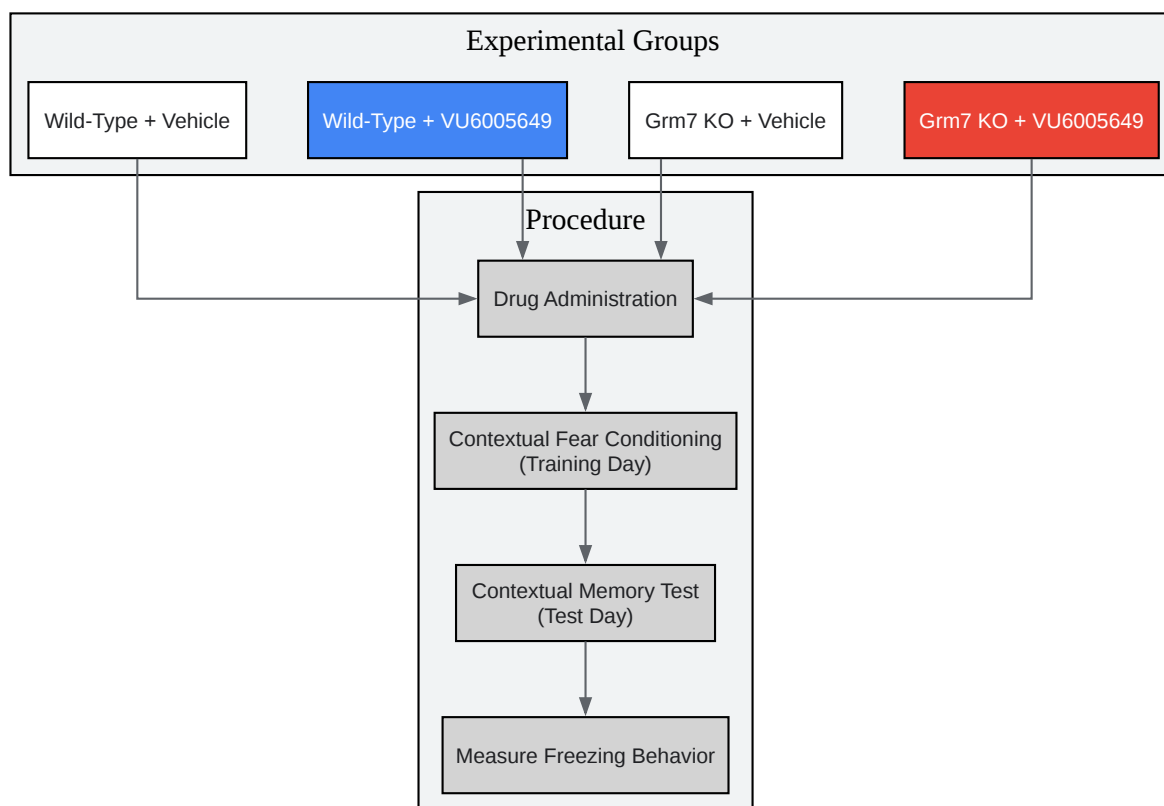 Experimental Groups
Wild-Type + Vehicle
Wild-Type + VU6005649
Grm7 KO + Vehicle
Grm7 KO + VU6005649
Procedure
Drug Administration
Contextual Fear Conditioning
(Training Day)
Contextual Memory Test
(Test Day)
Measure Freezing Behavior